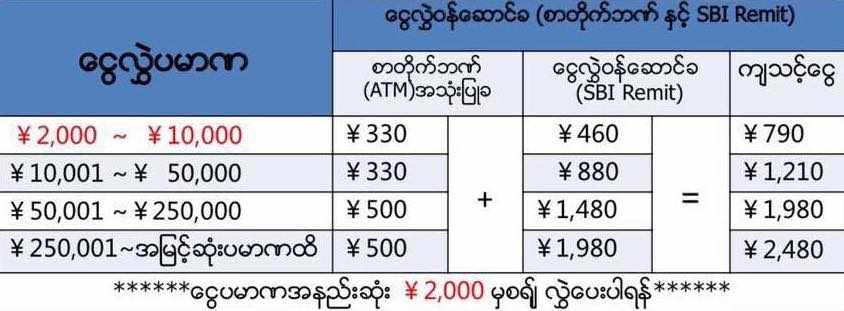 ငွေလွှဲပမာဏ
ငွေလွှဲဝန်ဆောင်ခ (စာတိုက်ဘဏ် နှင့် SBI Remit)
စာတိုက်ဘဏ်
(ATM)အသုံးပြုခ
ငွေလွှဲဝန်ဆောင်ခ
(SBI Remit)
ကျသင့်ငွေ
¥2,000 ~ ¥10,000 ¥330 ¥460 ¥790
¥10,001 ~ ¥ 50,000 ¥330 ¥880 ¥1,210
+ =
¥50,001 ~ ¥250,000 ¥500 ¥1,480 ¥1,980
¥250,001~အမြင့်ဆုံးပမာဏထိ ¥500 ¥1,980 ¥2,480
******ငွေပမာဏအနည်းဆုံး ¥2,000 မှစ၍ လွှဲပေးပါရန်******